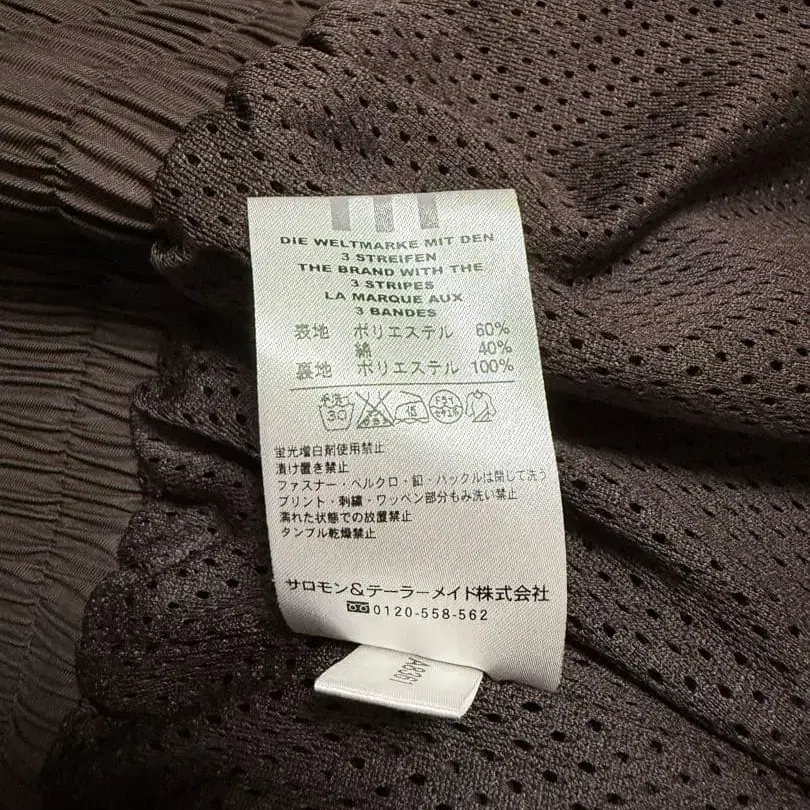 DIE WELTMARKE MIT DEN
3 STREIFEN
THE BRAND WITH THE
3 STRIPES
LA MARQUE AUX
3 BANDES
表地 ポリエステル 60%
綿 40%
裏地 ポリエステル 100%
手洗 30 低
蛍光増白剤使用禁止
漬け置き禁止
ファスナー・ベルクロ・釦・バックルは閉して洗う
プリント・刺繍・ワッペン部分もみ洗い禁止
濡れた状態での放置禁止
タンブル乾燥禁止
サロモン&テーラーメイド株式会社
0120-558-562